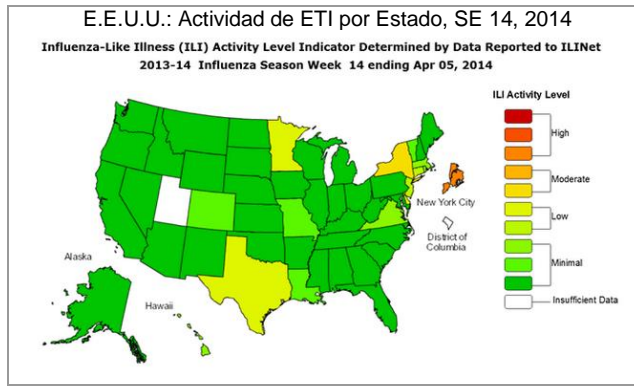 E.E.U.U.: Actividad de ETI por Estado, SE 14, 2014
Influenza-Like Illness (ILI) Activity Level Indicator Determined by Data Reported to ILINet
2013-14 Influenza Season Week 14 ending Apr 05, 2014
ILI Activity Level
High
Moderate
Low
Minimal
Insufficient Data
New York City
District of
Columbia
Alaska
Hawaii